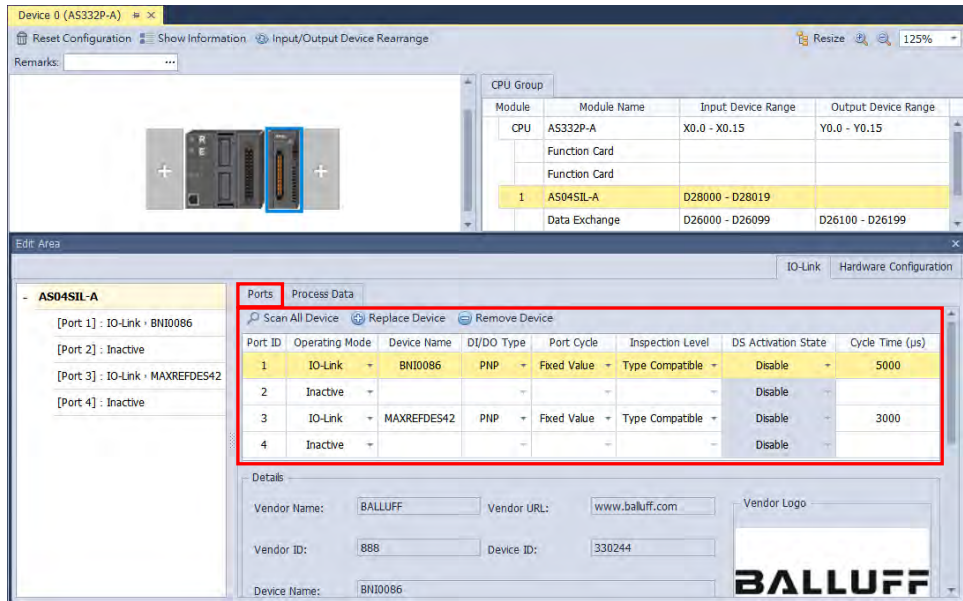 Device 0 (AS332P-A)
Reset Configuration Show Information Input/Output Device Rearrange Resize 125%
Remarks: ...
CPU Group
Module Module Name Input Device Range Output Device Range
CPU AS332P-A X0.0 - X0.15 Y0.0 - Y0.15
Function Card
Function Card
1 AS04SIL-A D28000 - D28019
Data Exchange D26000 - D26099 D26100 - D26199
Edit Area
IO-Link Hardware Configuration
- AS04SIL-A
[Port 1] : IO-Link › BNI0086
[Port 2] : Inactive
[Port 3] : IO-Link › MAXREFDES42
[Port 4] : Inactive
Ports Process Data
Scan All Device Replace Device Remove Device
Port ID Operating Mode Device Name DI/DO Type Port Cycle Inspection Level DS Activation State Cycle Time (µs)
1 IO-Link BNI0086 PNP Fixed Value Type Compatible Disable 5000
2 Inactive Disable
3 IO-Link MAXREFDES42 PNP Fixed Value Type Compatible Disable 3000
4 Inactive Disable
Details
Vendor Name: BALLUFF Vendor URL: www.balluff.com Vendor Logo
Vendor ID: 888 Device ID: 330244
BALLUFF
Device Name: BNI0086